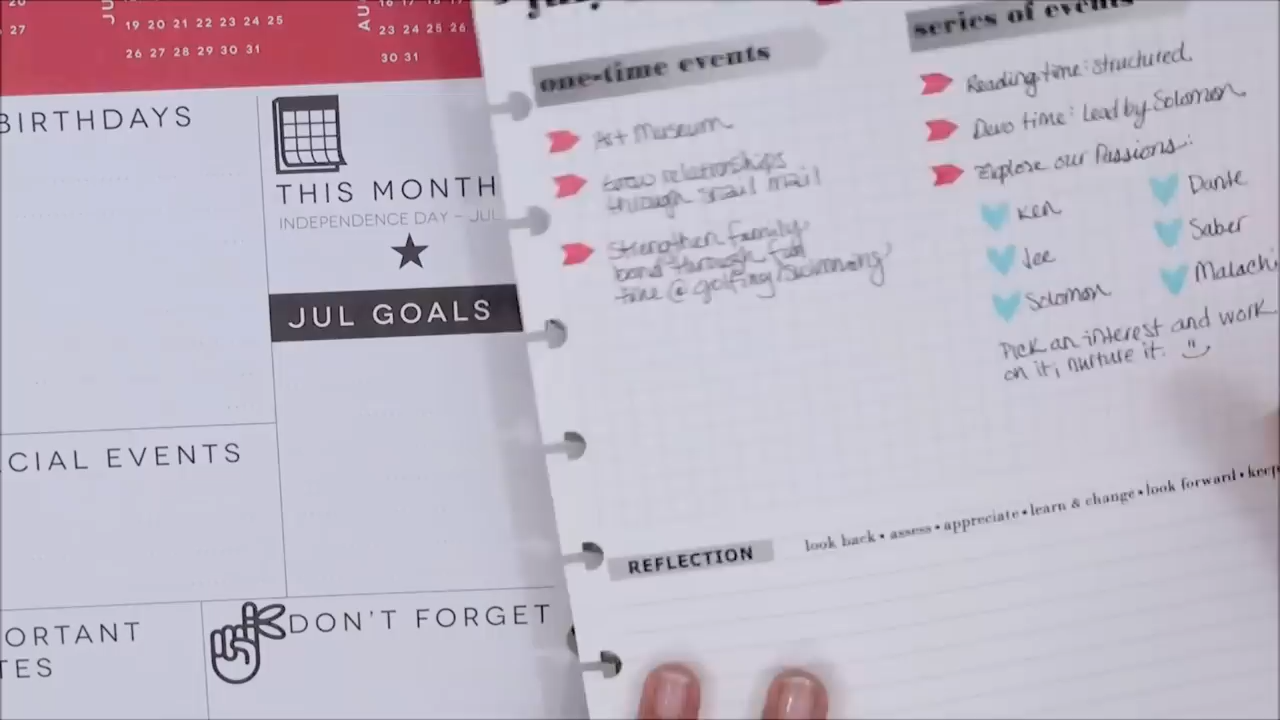 27
19 20 21 22 23 24 25
26 27 28 29 30 31
23 24 25 26
30 31
BIRTHDAYS
THIS MONTH
INDEPENDENCE DAY - JUL
JUL GOALS
CIAL EVENTS
ORTANT
TES
DON'T FORGET
one-time events
Art Museum
Grow relationships
through snail mail
Strengthen family
bond through fun
time @ golfing/swimming
series of events
Reading time: structured
Devo time: Lead by Solomon
Explore our Passions:
Ken
Dante
Jee
Saber
Solomon
Malachi
Pick an interest and work
on it; nurture it.
REFLECTION
look back • assess • appreciate • learn & change • look forward • keep